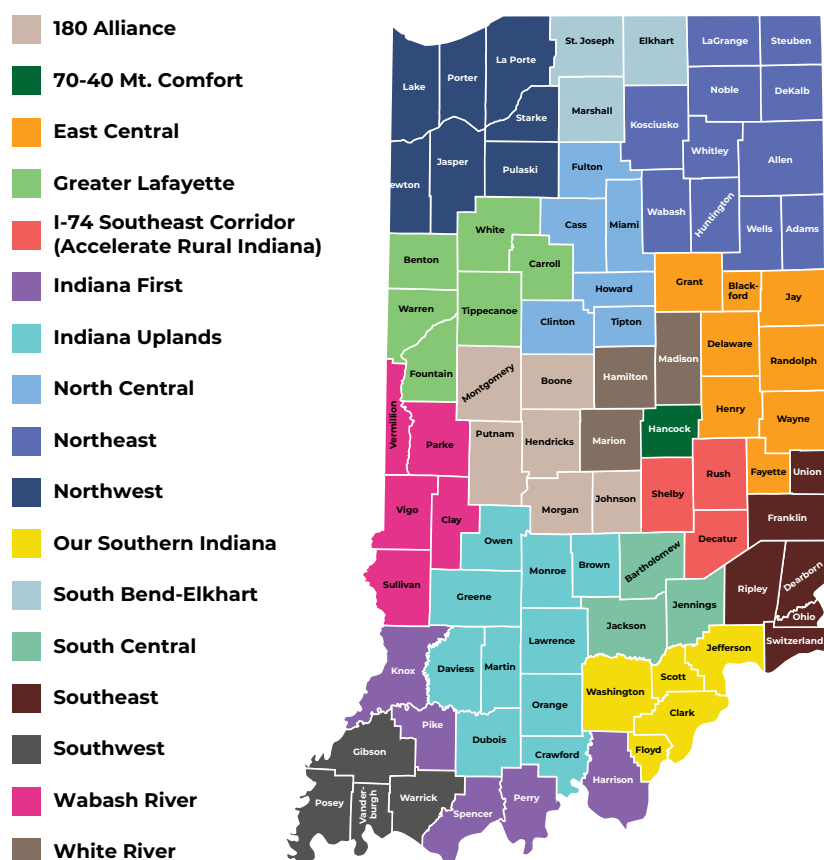 180 Alliance
70-40 Mt. Comfort
East Central
Greater Lafayette
I-74 Southeast Corridor
(Accelerate Rural Indiana)
Indiana First
Indiana Uplands
North Central
Northeast
Northwest
Our Southern Indiana
South Bend-Elkhart
South Central
Southeast
Southwest
Wabash River
White River
Lake
Porter
La Porte
St. Joseph
Elkhart
LaGrange
Steuben
Noble
DeKalb
Starke
Marshall
Kosciusko
Whitley
Allen
ewton
Jasper
Pulaski
Fulton
Wabash
Huntington
Wells
Adams
White
Cass
Miami
Benton
Carroll
Howard
Grant
Black-
ford
Jay
Warren
Tippecanoe
Clinton
Tipton
Delaware
Randolph
Fountain
Montgomery
Boone
Hamilton
Madison
Henry
Wayne
Vermillion
Parke
Putnam
Hendricks
Marion
Hancock
Rush
Fayette
Union
Vigo
Clay
Morgan
Johnson
Shelby
Franklin
Owen
Decatur
Sullivan
Greene
Monroe
Brown
Bartholomew
Jennings
Ripley
Dearborn
Ohio
Switzerland
Lawrence
Jackson
Jefferson
Knox
Daviess
Martin
Washington
Scott
Orange
Clark
Pike
Dubois
Crawford
Floyd
Gibson
Harrison
Posey
Vander-
burgh
Warrick
Spencer
Perry